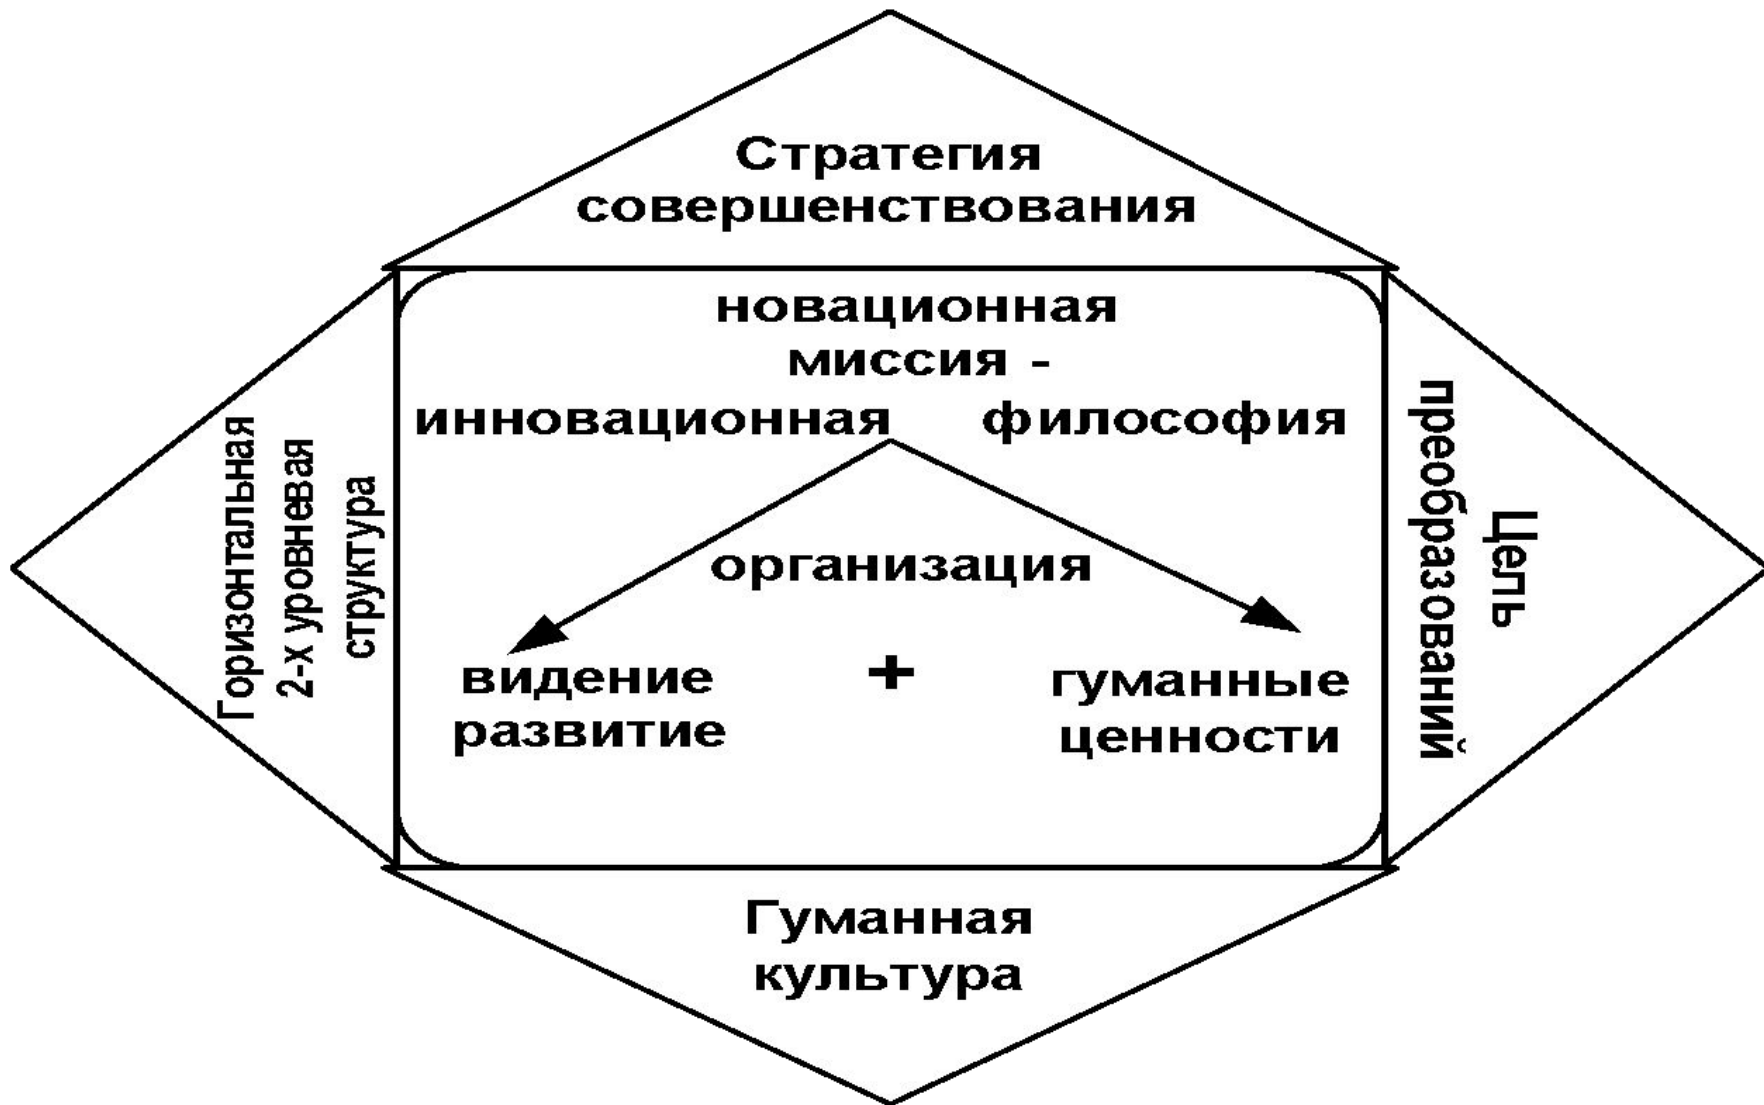 Стратегия
совершенствования
новационная
миссия -
инновационная философия
организация
видение + гуманные
развитие ценности
Горизонтальная
2-х уровневая
структура
Цель
преобразований
Гуманная
культура